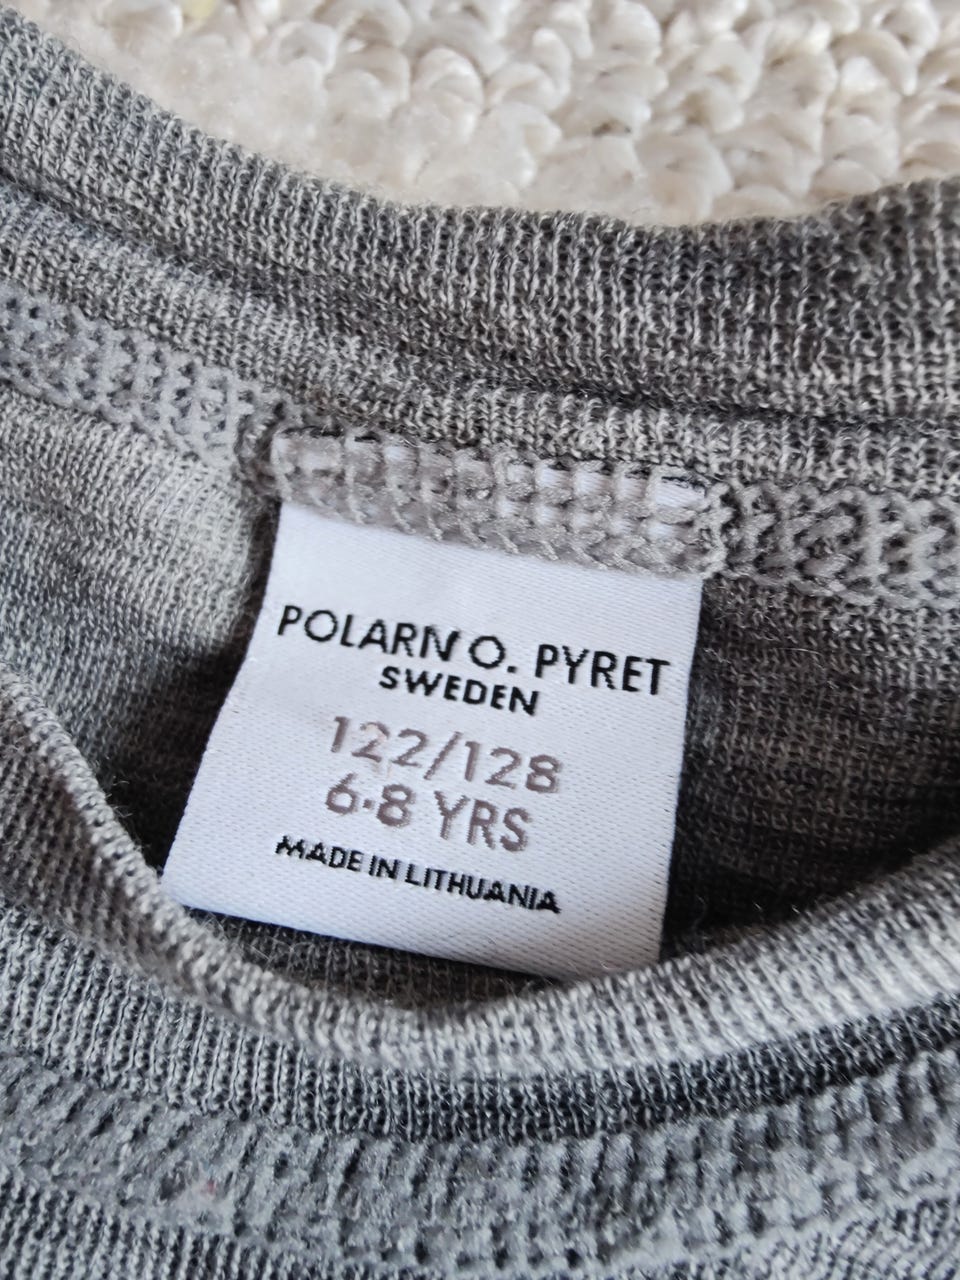 POLARN O. PYRET
SWEDEN
122/128
6-8 YRS
MADE IN LITHUANIA